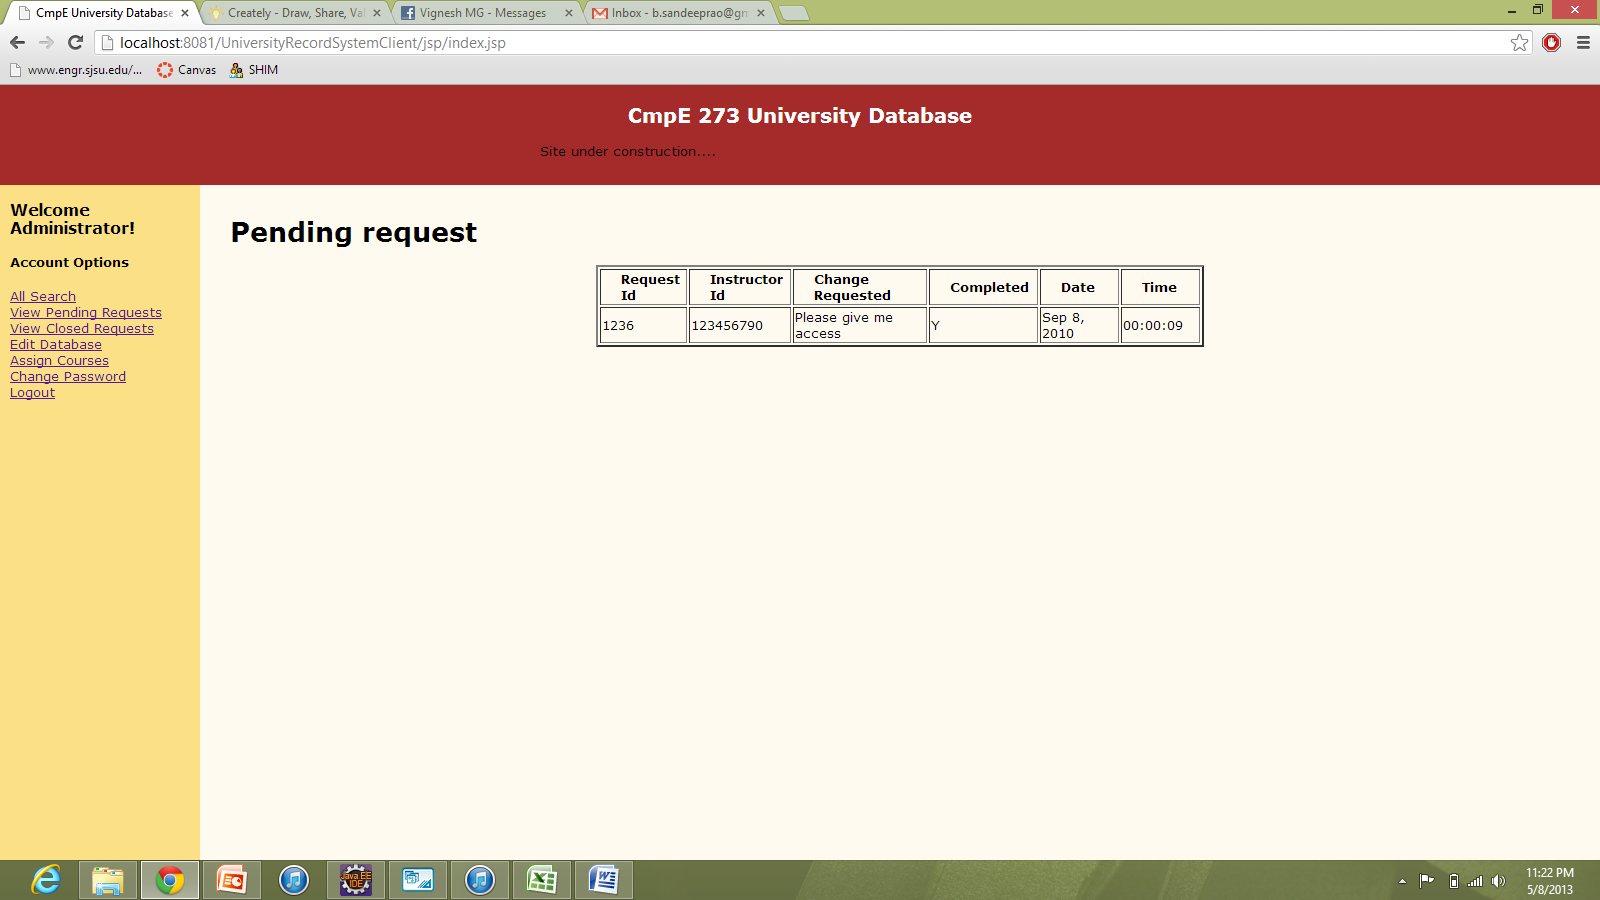 CmpE University Database
Creately - Draw, Share, Val
Vignesh MG - Messages
Inbox - b.sandeeprao@gm
localhost:8081/UniversityRecordSystemClient/jsp/index.jsp
www.engr.sjsu.edu/...
Canvas
SHIM
CmpE 273 University Database
Site under construction....
Welcome
Administrator!
Account Options
All Search
View Pending Requests
View Closed Requests
Edit Database
Assign Courses
Change Password
Logout
Pending request
Request Id
Instructor Id
Change Requested
Completed
Date
Time
1236
123456790
Please give me access
Y
Sep 8, 2010
00:00:09
Java EE
IDE
11:22 PM
5/8/2013